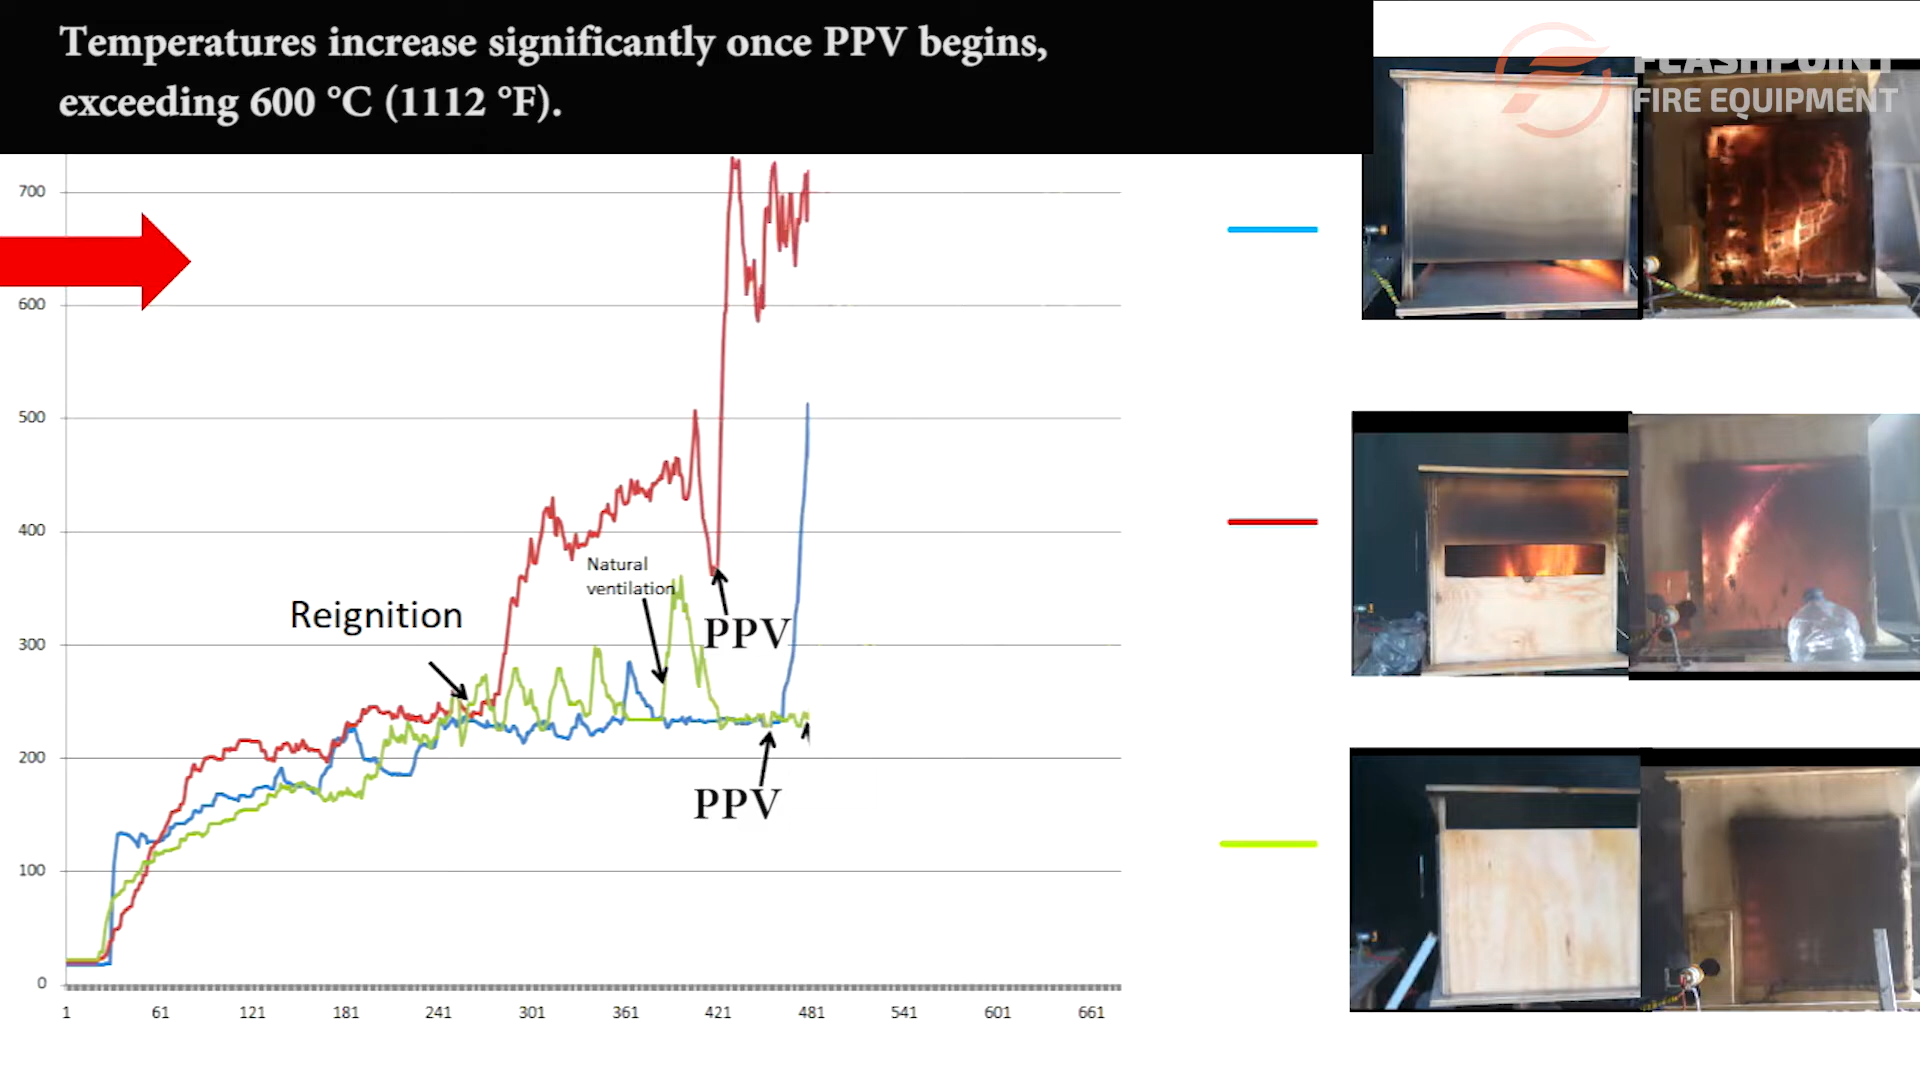 Temperatures increase significantly once PPV begins,
exceeding 600 °C (1112 °F).
FLASHPOINT
FIRE EQUIPMENT
700
600
500
400
300
200
100
0
Natural
ventilation
Reignition
PPV
PPV
1 61 121 181 241 301 361 421 481 541 601 661